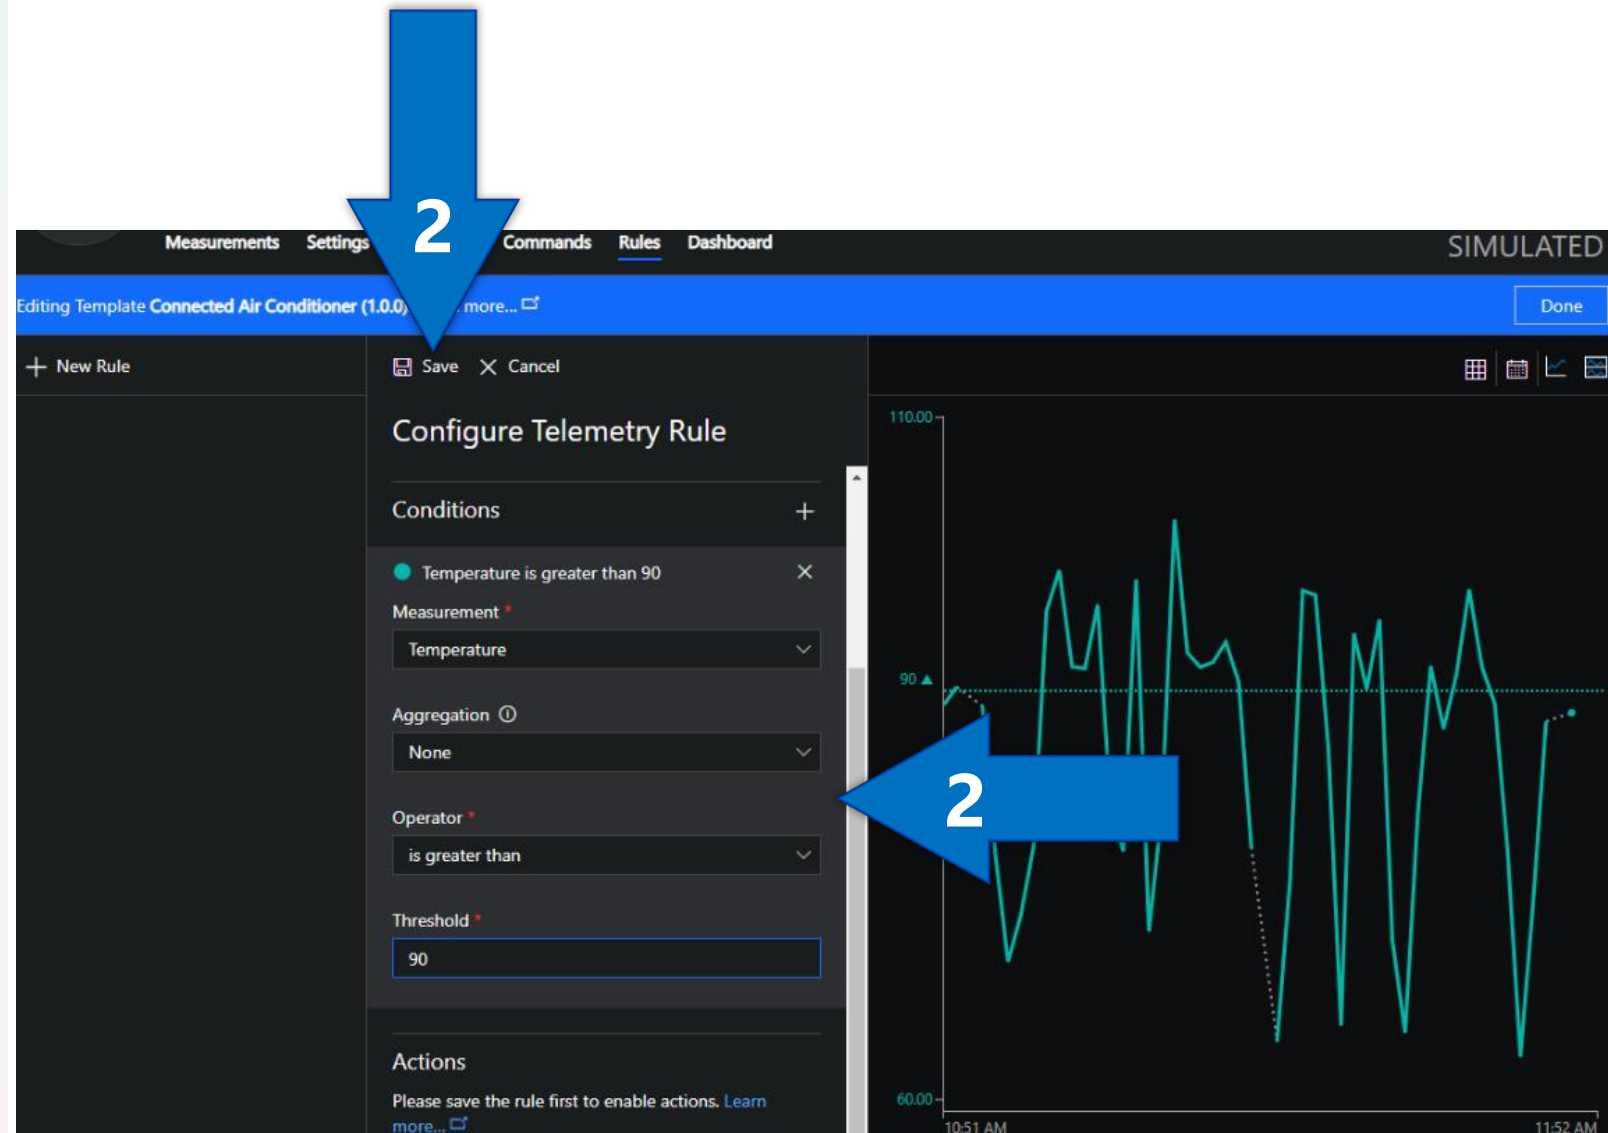 2
Measurements Settings Commands Rules Dashboard
SIMULATED
Editing Template Connected Air Conditioner (1.0.0) more...
Done
+ New Rule
Save X Cancel
Configure Telemetry Rule
110.00
Conditions +
Temperature is greater than 90 X
Measurement *
Temperature
90
Aggregation
None
2
Operator *
is greater than
Threshold *
90
Actions
Please save the rule first to enable actions. Learn
more...
60.00
10:51 AM
11:52 AM